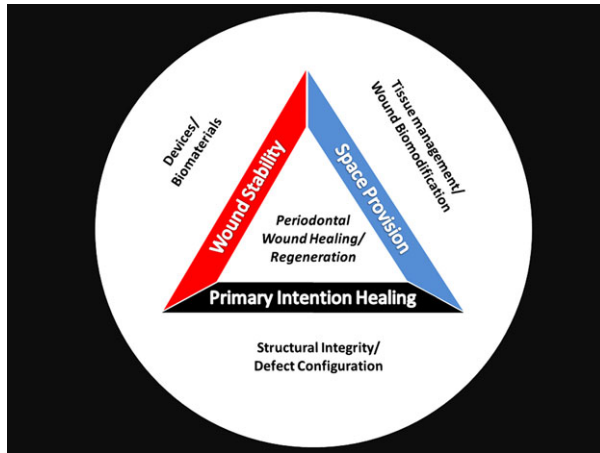 Devices/
Biomaterials
Tissue management/
Wound Biomodification
Wound Stability
Space Provision
Periodontal
Wound Healing/
Regeneration
Primary Intention Healing
Structural Integrity/
Defect Configuration